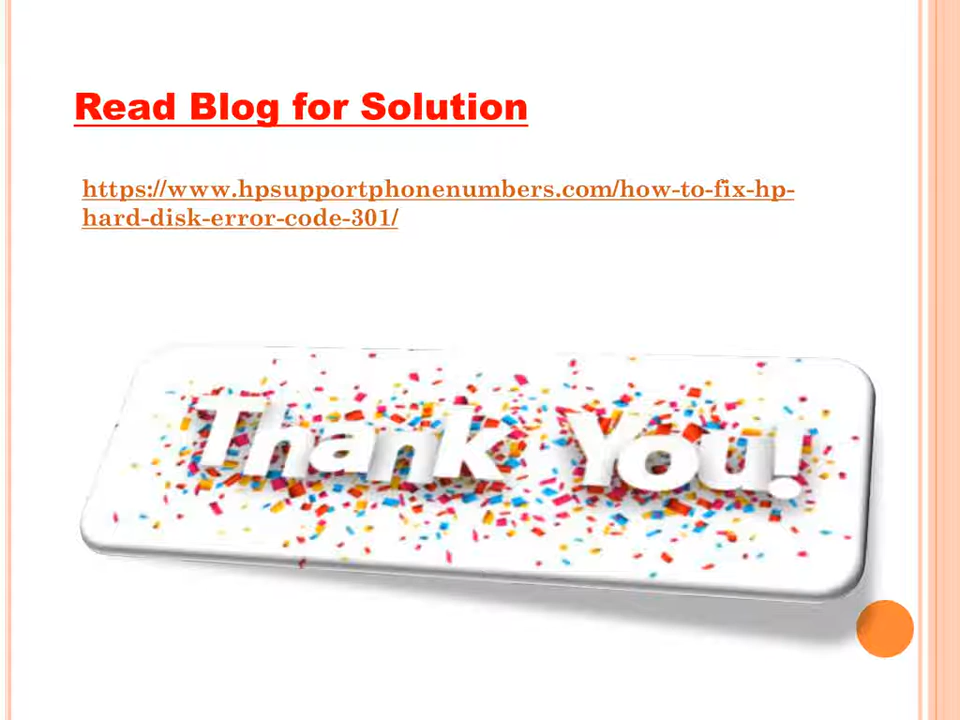 Read Blog for Solution
https://www.hpsupportphonenumbers.com/how-to-fix-hp-
hard-disk-error-code-301/
Thank You!